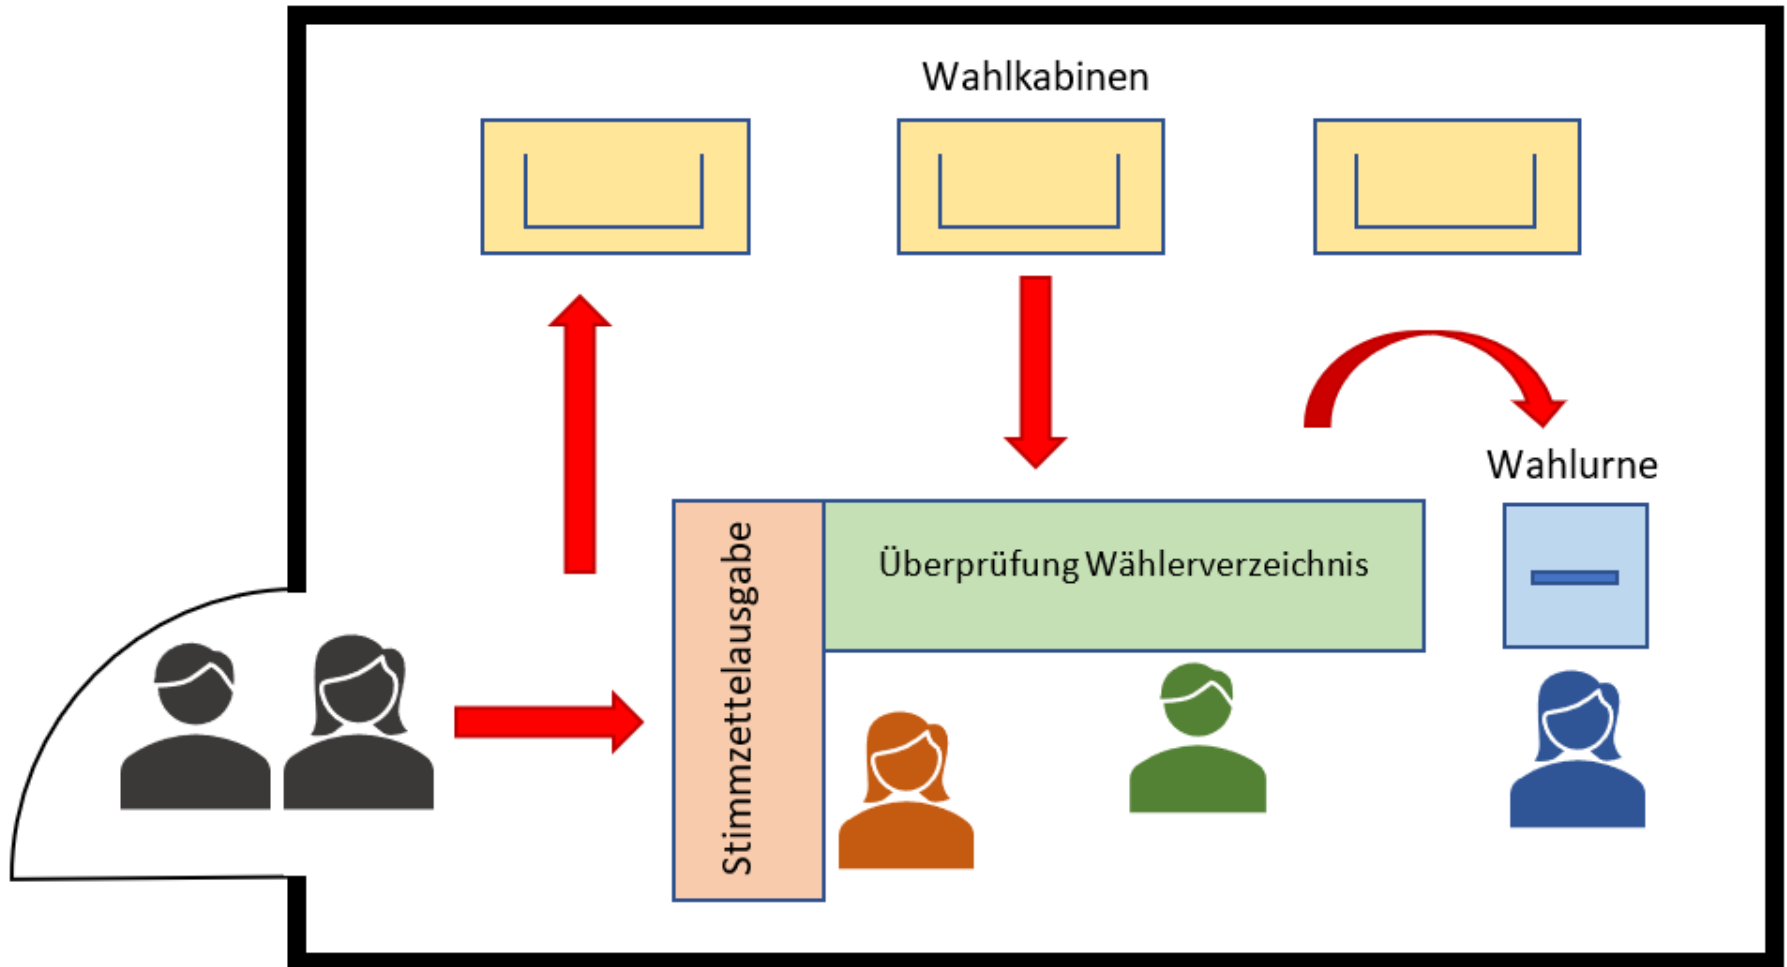 Wahlkabinen
Wahlurne
Stimmzettelausgabe
Überprüfung Wählerverzeichnis